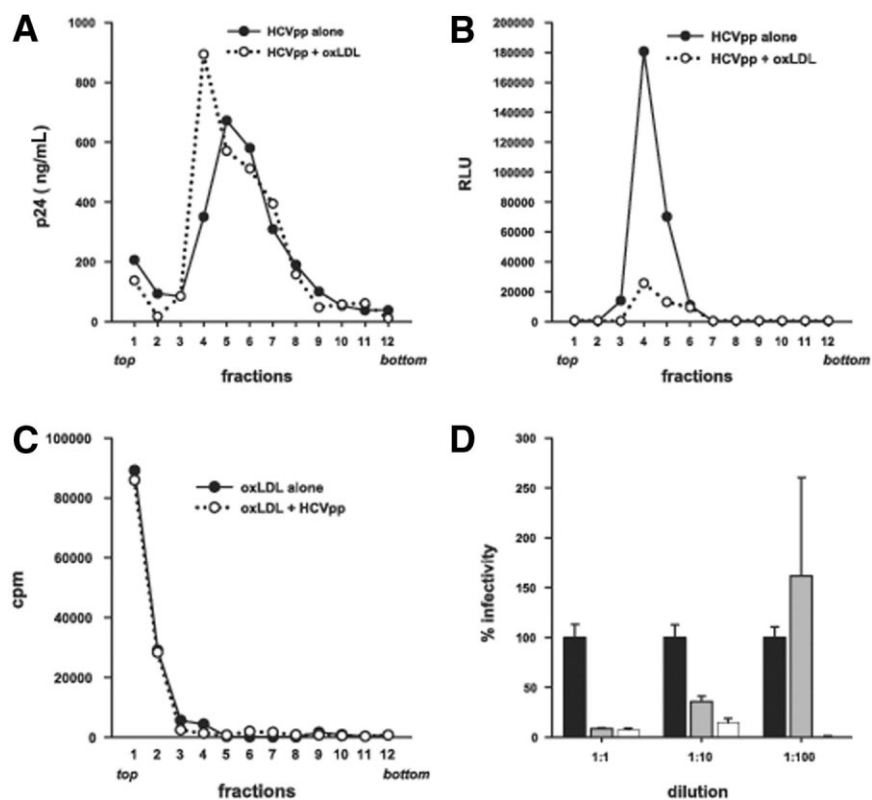 A
p24 ( ng/mL)
1000
800
600
400
200
0
HCVpp alone
HCVpp + oxLDL
1 2 3 4 5 6 7 8 9 10 11 12
top bottom
fractions
B
RLU
200000
180000
160000
140000
120000
100000
80000
60000
40000
20000
0
HCVpp alone
HCVpp + oxLDL
1 2 3 4 5 6 7 8 9 10 11 12
top bottom
fractions
C
cpm
100000
80000
60000
40000
20000
0
oxLDL alone
oxLDL + HCVpp
1 2 3 4 5 6 7 8 9 10 11 12
top bottom
fractions
D
% infectivity
300
250
200
150
100
50
0
1:1 1:10 1:100
dilution